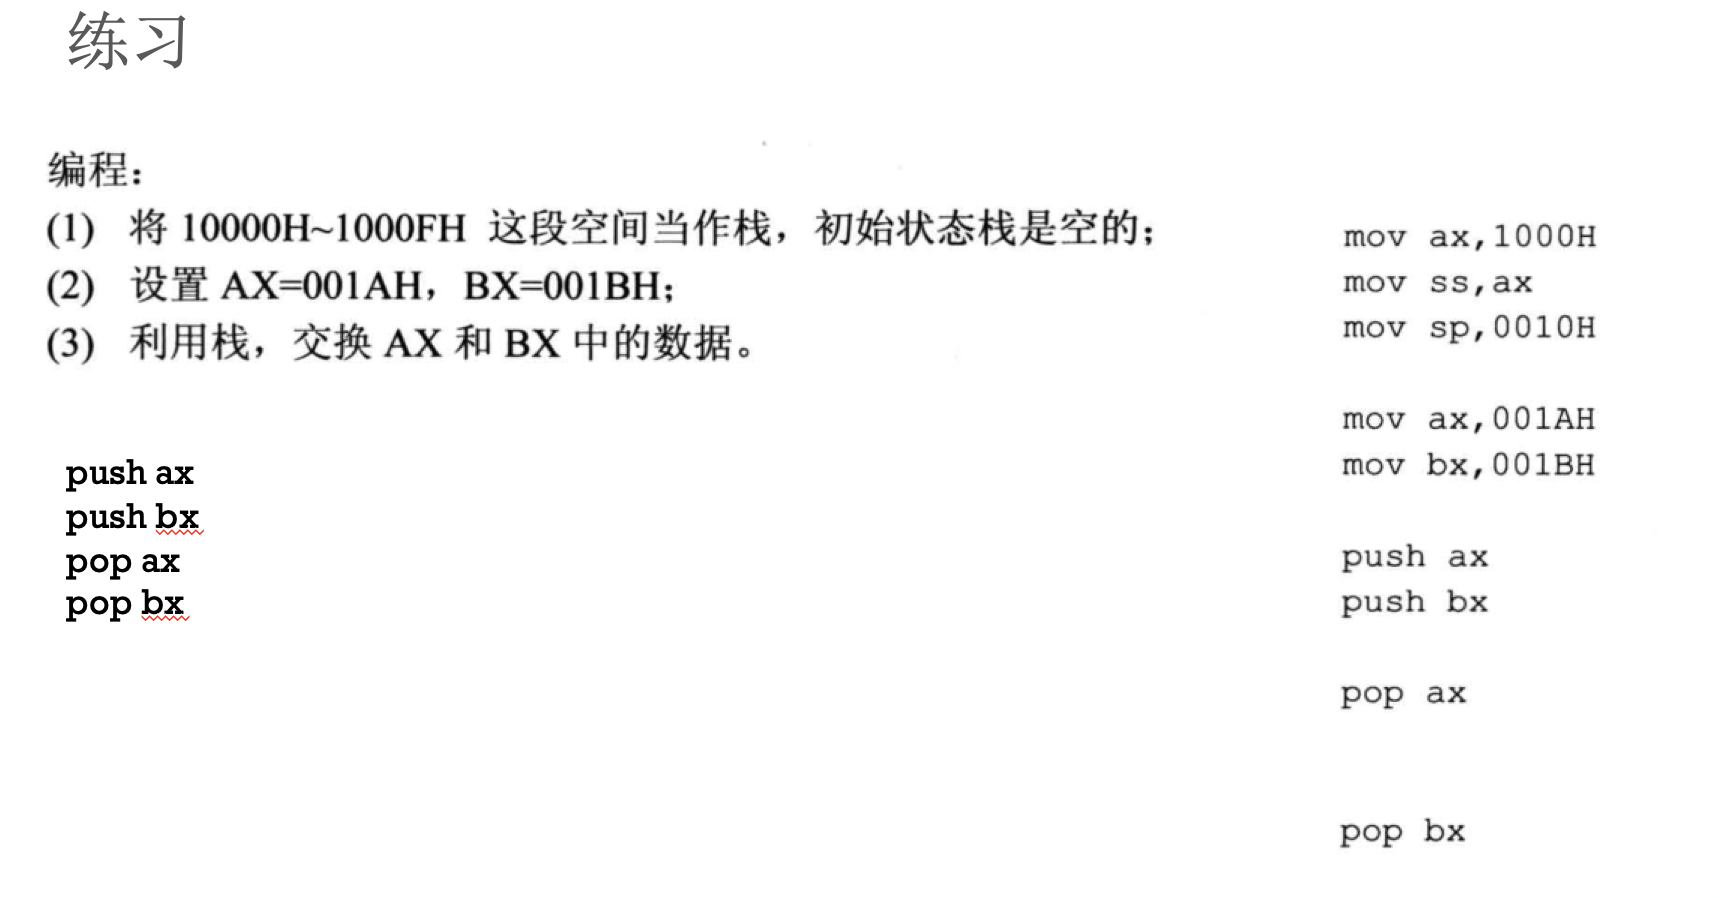 练习
编程：
(1) 将 10000H~1000FH 这段空间当作栈，初始状态栈是空的；
(2) 设置 AX=001AH，BX=001BH；
(3) 利用栈，交换 AX 和 BX 中的数据。
push ax
push bx
pop ax
pop bx
mov ax,1000H
mov ss,ax
mov sp,0010H
mov ax,001AH
mov bx,001BH
push ax
push bx
pop ax
pop bx